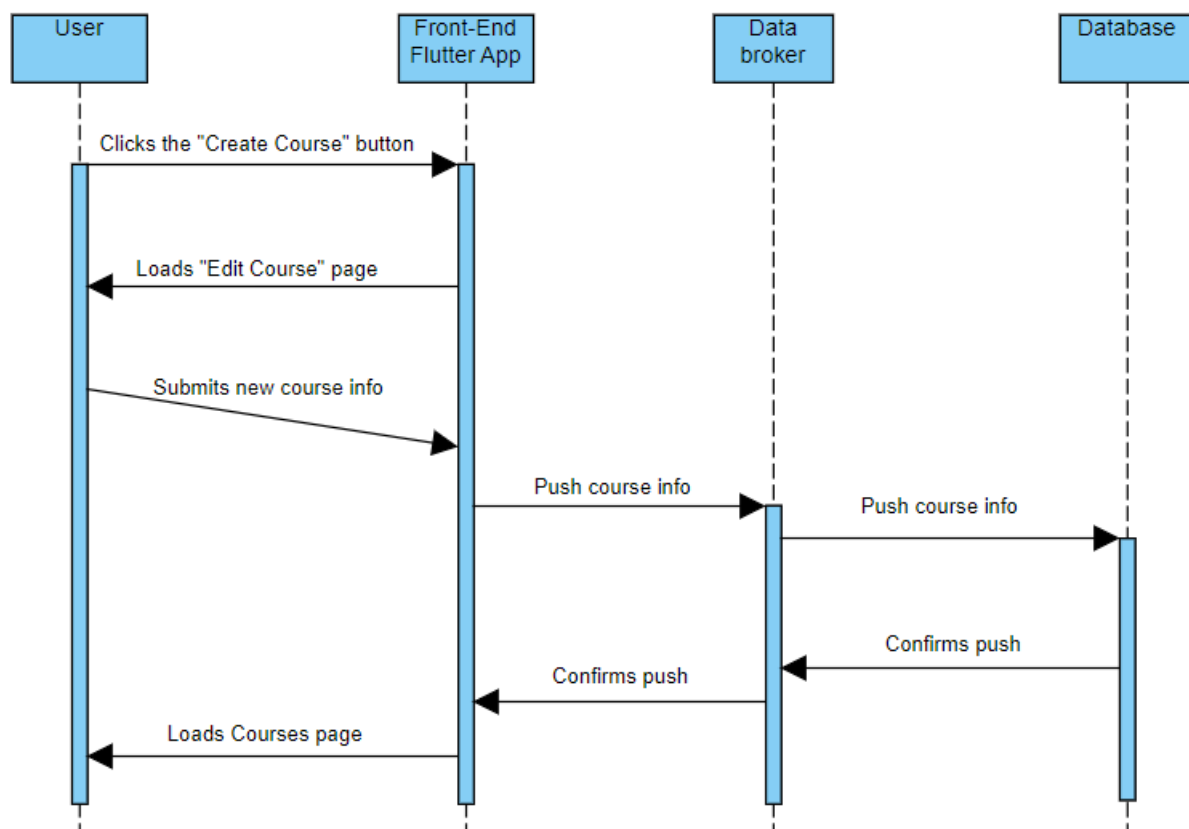 User
Front-End
Flutter App
Data
broker
Database
Clicks the "Create Course" button
Loads "Edit Course" page
Submits new course info
Push course info
Push course info
Confirms push
Confirms push
Loads Courses page